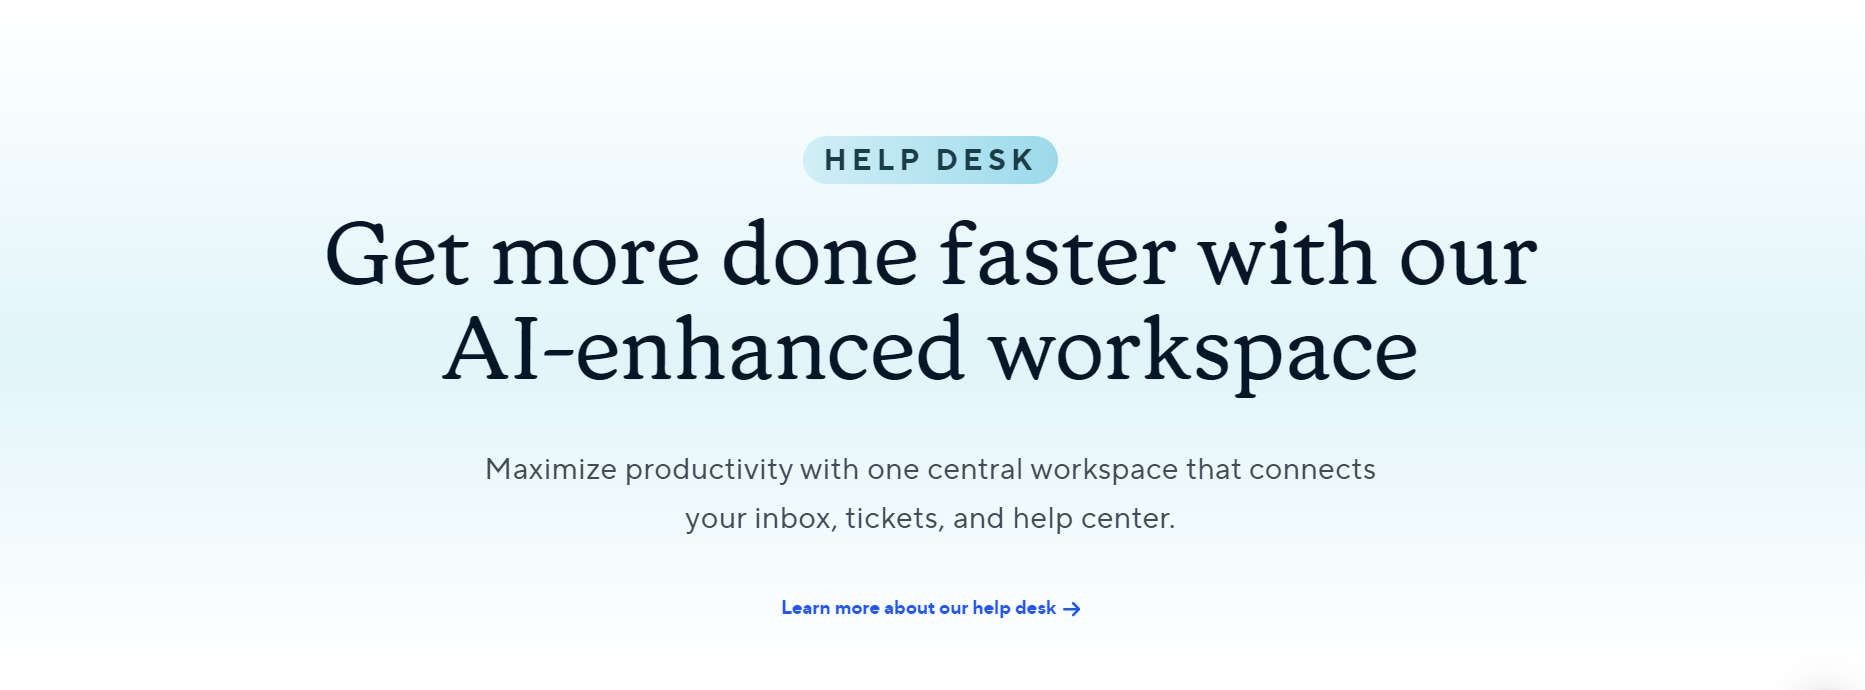 HELP DESK
Get more done faster with our
AI-enhanced workspace
Maximize productivity with one central workspace that connects
your inbox, tickets, and help center.
Learn more about our help desk →